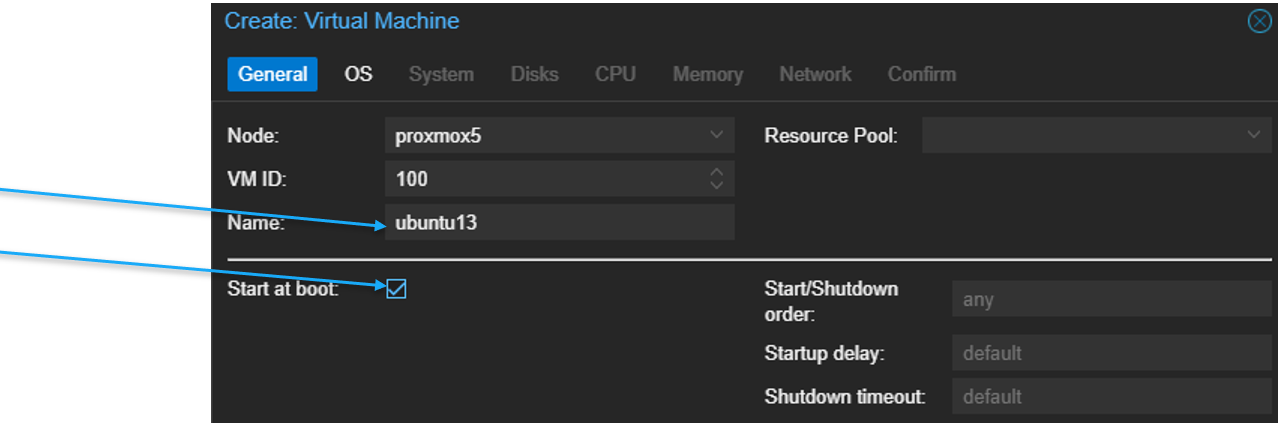 Create: Virtual Machine
General OS System Disks CPU Memory Network Confirm
Node: proxmox5 Resource Pool:
VM ID: 100
Name: ubuntu13
Start at boot: Start/Shutdown order: any
Startup delay: default
Shutdown timeout: default